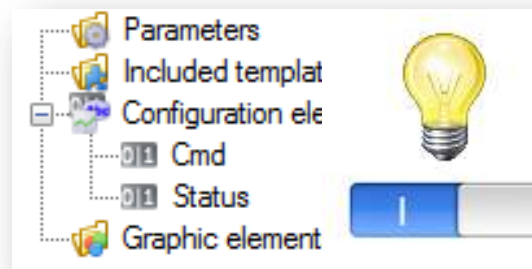 Parameters
Included templat
Configuration ele
Cmd
Status
Graphic element